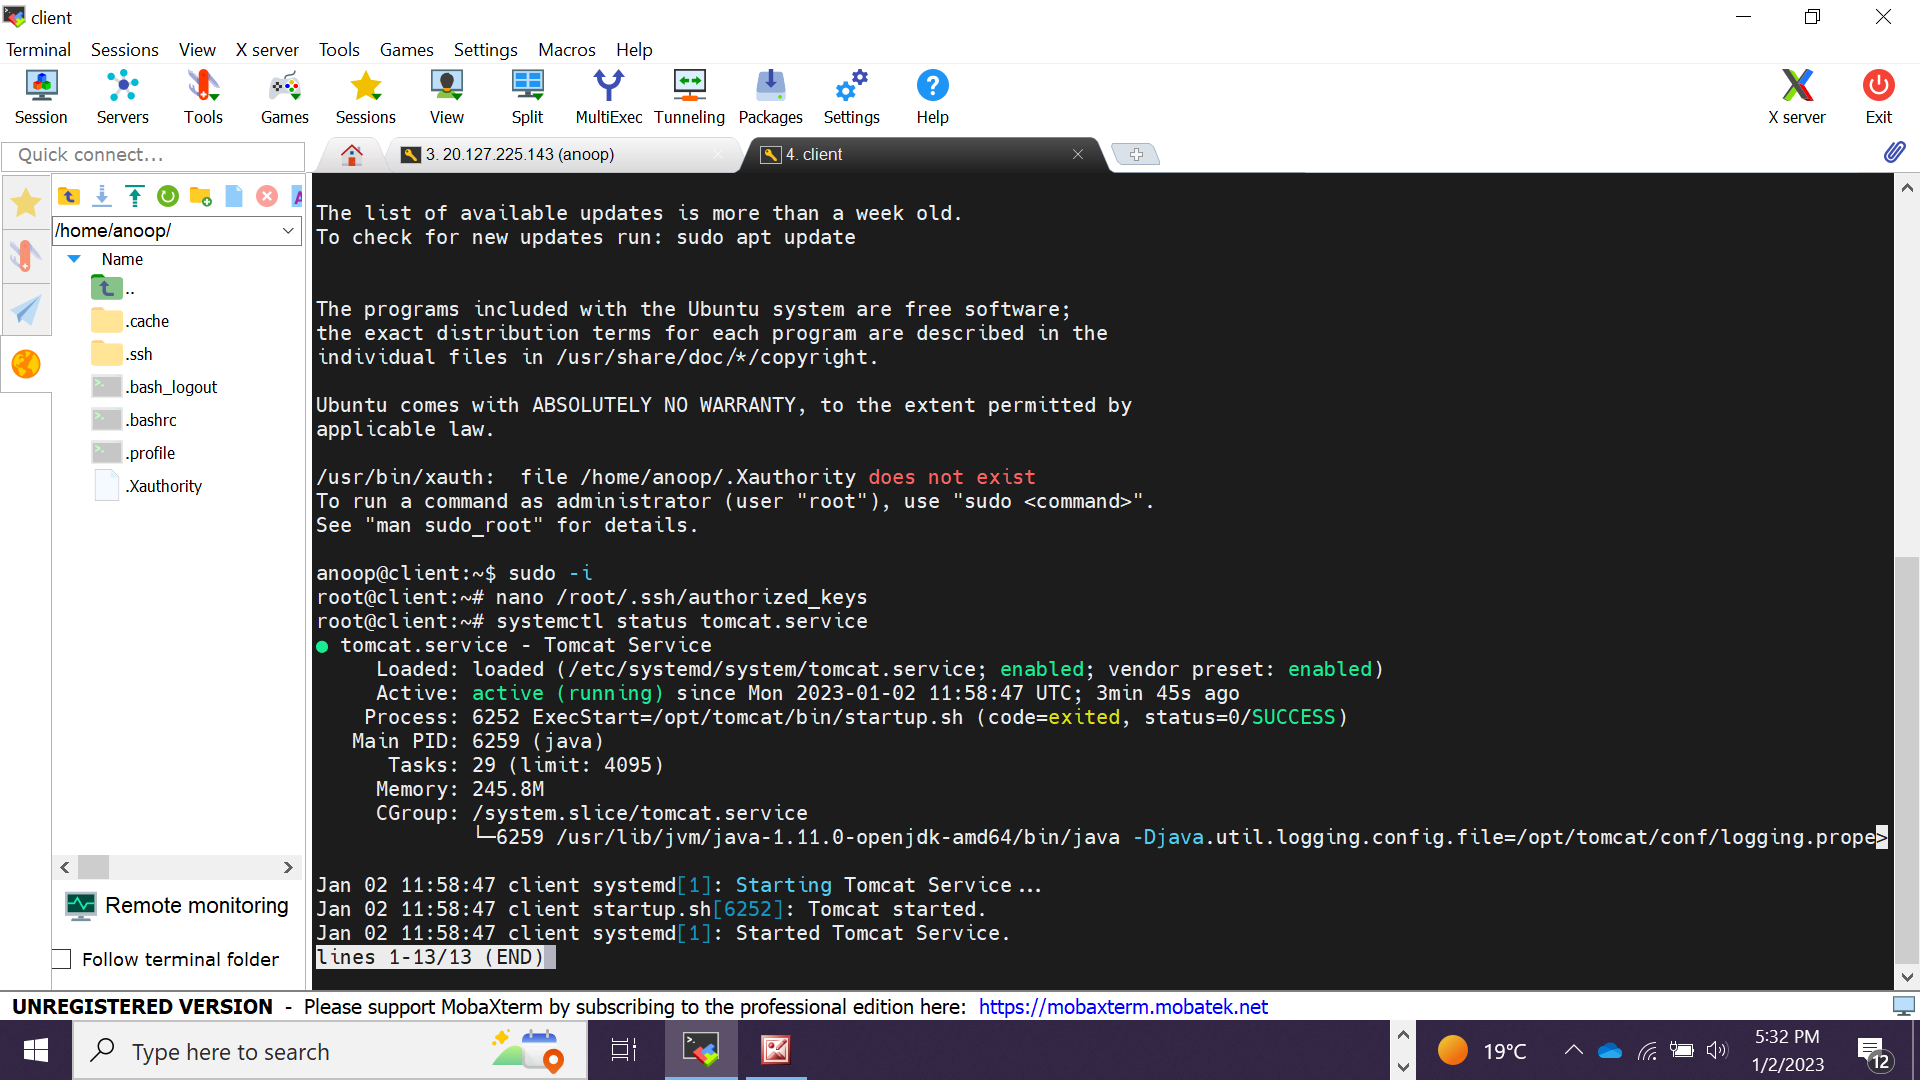 client
Terminal Sessions View X server Tools Games Settings Macros Help
Session Servers Tools Games Sessions View Split MultiExec Tunneling Packages Settings Help X server Exit
Quick connect...
3. 20.127.225.143 (anoop)
4. client
/home/anoop/
Name
..
.cache
.ssh
.bash_logout
.bashrc
.profile
.Xauthority
Remote monitoring
Follow terminal folder
The list of available updates is more than a week old.
To check for new updates run: sudo apt update
The programs included with the Ubuntu system are free software;
the exact distribution terms for each program are described in the
individual files in /usr/share/doc/*/copyright.
Ubuntu comes with ABSOLUTELY NO WARRANTY, to the extent permitted by
applicable law.
/usr/bin/xauth:  file /home/anoop/.Xauthority does not exist
To run a command as administrator (user "root"), use "sudo <command>".
See "man sudo_root" for details.
anoop@client:~$ sudo -i
root@client:~# nano /root/.ssh/authorized_keys
root@client:~# systemctl status tomcat.service
● tomcat.service - Tomcat Service
Loaded: loaded (/etc/systemd/system/tomcat.service; enabled; vendor preset: enabled)
Active: active (running) since Mon 2023-01-02 11:58:47 UTC; 3min 45s ago
Process: 6252 ExecStart=/opt/tomcat/bin/startup.sh (code=exited, status=0/SUCCESS)
Main PID: 6259 (java)
Tasks: 29 (limit: 4095)
Memory: 245.8M
CGroup: /system.slice/tomcat.service
└─6259 /usr/lib/jvm/java-1.11.0-openjdk-amd64/bin/java -Djava.util.logging.config.file=/opt/tomcat/conf/logging.prope>
Jan 02 11:58:47 client systemd[1]: Starting Tomcat Service...
Jan 02 11:58:47 client startup.sh[6252]: Tomcat started.
Jan 02 11:58:47 client systemd[1]: Started Tomcat Service.
lines 1-13/13 (END)
UNREGISTERED VERSION - Please support MobaXterm by subscribing to the professional edition here: https://mobaxterm.mobatek.net
Type here to search
19°C
5:32 PM
1/2/2023
12